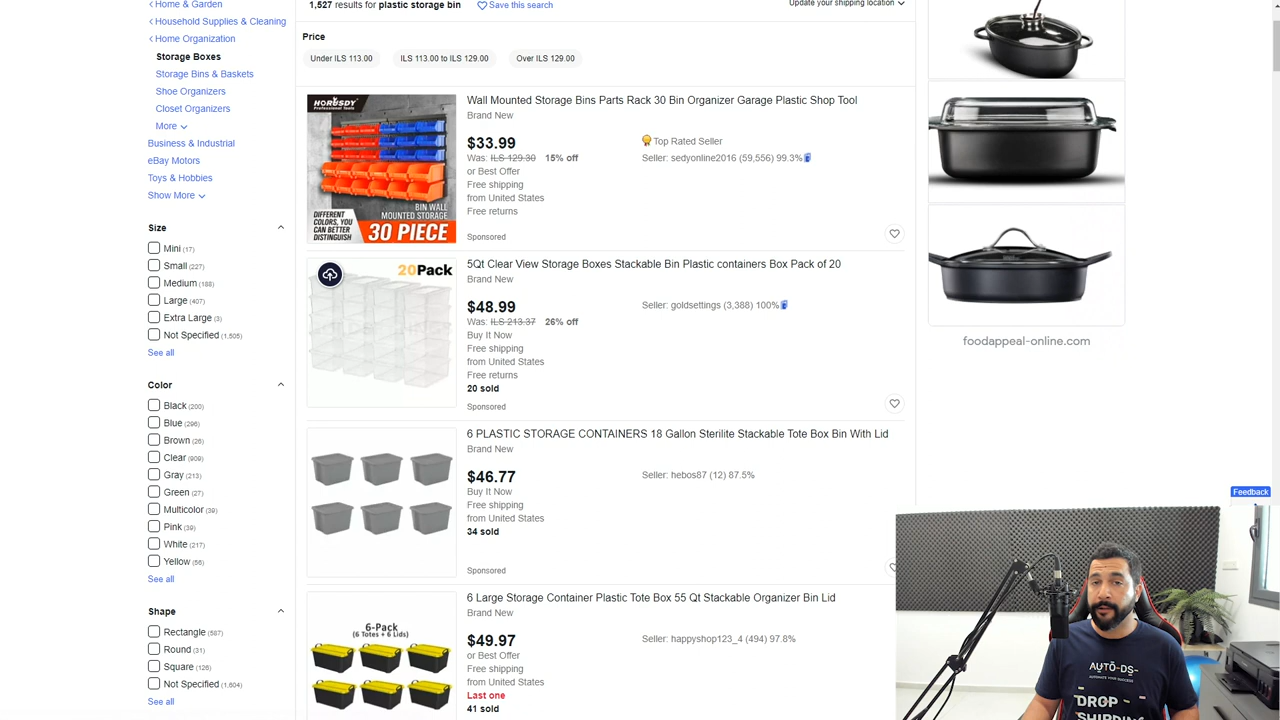 Home & Garden
Household Supplies & Cleaning
Home Organization
Storage Boxes
Storage Bins & Baskets
Shoe Organizers
Closet Organizers
More
Business & Industrial
eBay Motors
Toys & Hobbies
Show More
Size
Mini (17)
Small (227)
Medium (188)
Large (407)
Extra Large (3)
Not Specified (1,505)
See all
Color
Black (200)
Blue (296)
Brown (26)
Clear (909)
Gray (213)
Green (27)
Multicolor (39)
Pink (39)
White (217)
Yellow (56)
See all
Shape
Rectangle (587)
Round (31)
Square (126)
Not Specified (1,604)
See all
1,527 results for plastic storage bin
Save this search
Update your shipping location
Price
Under ILS 113.00
ILS 113.00 to ILS 129.00
Over ILS 129.00
HORUSDY
Professional Tools
DIFFERENT
COLORS, YOU
CAN BETTER
DISTINGUISH
BIN WALL
MOUNTED STORAGE
30 PIECE
Wall Mounted Storage Bins Parts Rack 30 Bin Organizer Garage Plastic Shop Tool
Brand New
$33.99
Was: ILS 129.30 15% off
or Best Offer
Free shipping
from United States
Free returns
Sponsored
Top Rated Seller
Seller: sedyonline2016 (59,556) 99.3%
20Pack
5Qt Clear View Storage Boxes Stackable Bin Plastic containers Box Pack of 20
Brand New
$48.99
Was: ILS 213.37 26% off
Buy It Now
Free shipping
from United States
Free returns
20 sold
Sponsored
Seller: goldsettings (3,388) 100%
6 PLASTIC STORAGE CONTAINERS 18 Gallon Sterilite Stackable Tote Box Bin With Lid
Brand New
$46.77
Buy It Now
Free shipping
from United States
34 sold
Sponsored
Seller: hebos87 (12) 87.5%
6-Pack
(6 Totes + 6 Lids)
6 Large Storage Container Plastic Tote Box 55 Qt Stackable Organizer Bin Lid
Brand New
$49.97
or Best Offer
Free shipping
from United States
Last one
41 sold
Seller: happyshop123_4 (494) 97.8%
foodappeal-online.com
Feedback
AUTO-DS
AUTOMATE YOUR SUCCESS
DROP
SHIPPING